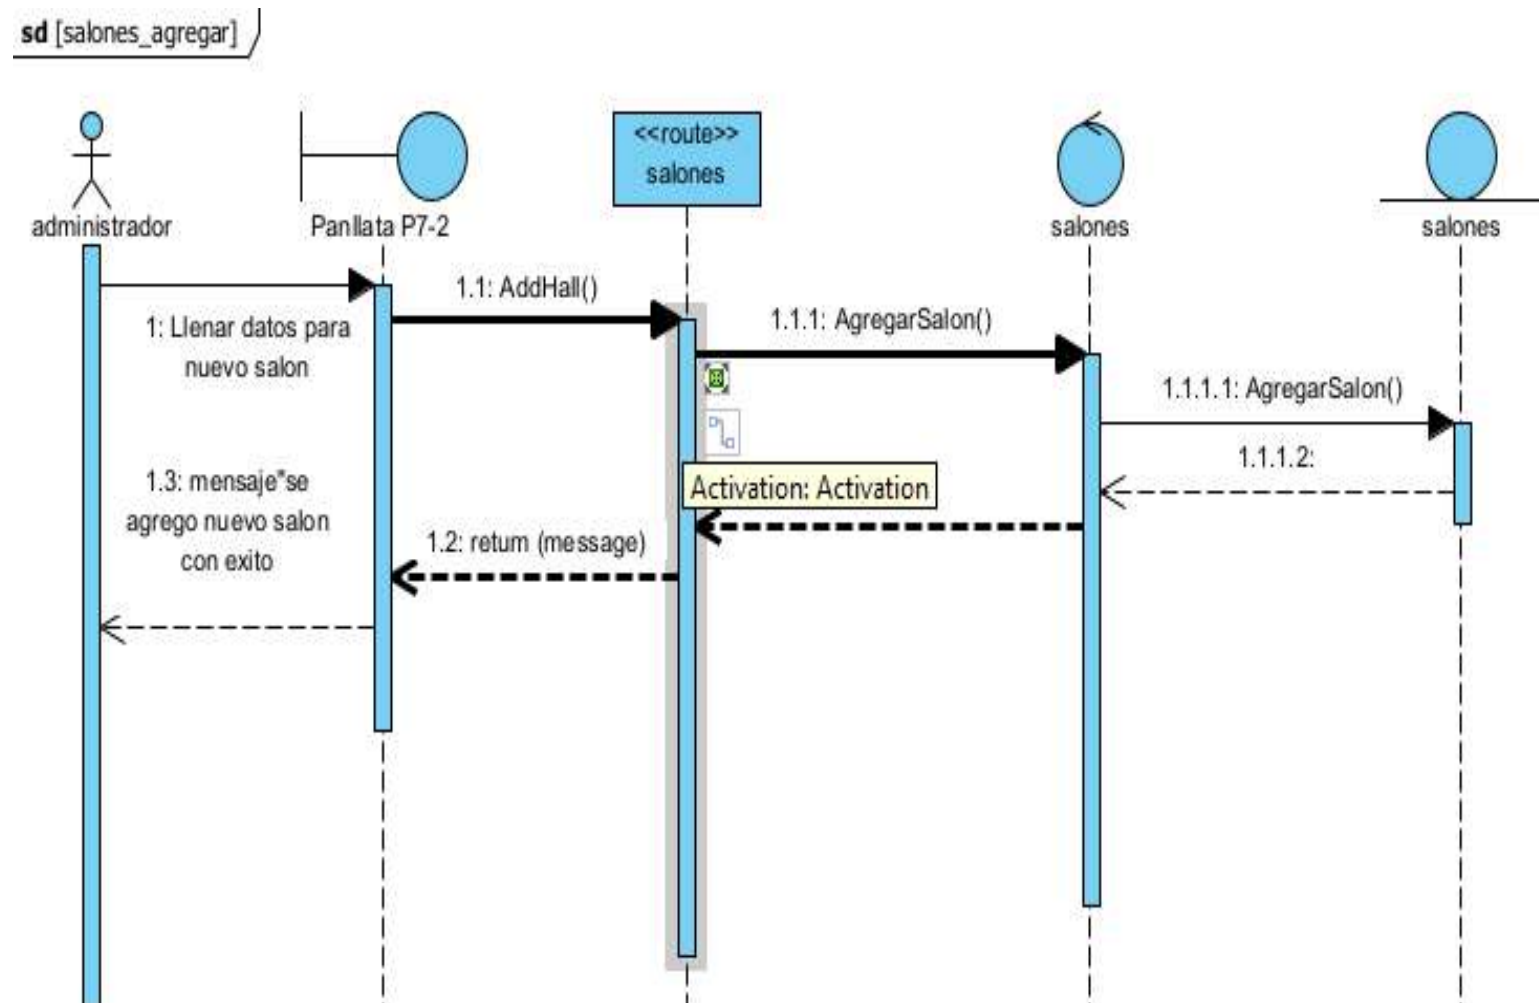 sd [salones_agregar]
<<route>>
salones
administrador
Panllata P7-2
salones
salones
1.1: AddHall()
1: Llenar datos para
nuevo salon
1.1.1: AgregarSalon()
1.1.1.1: AgregarSalon()
1.1.1.2:
1.3: mensaje"se
agrego nuevo salon
con exito
Activation: Activation
1.2: return (message)